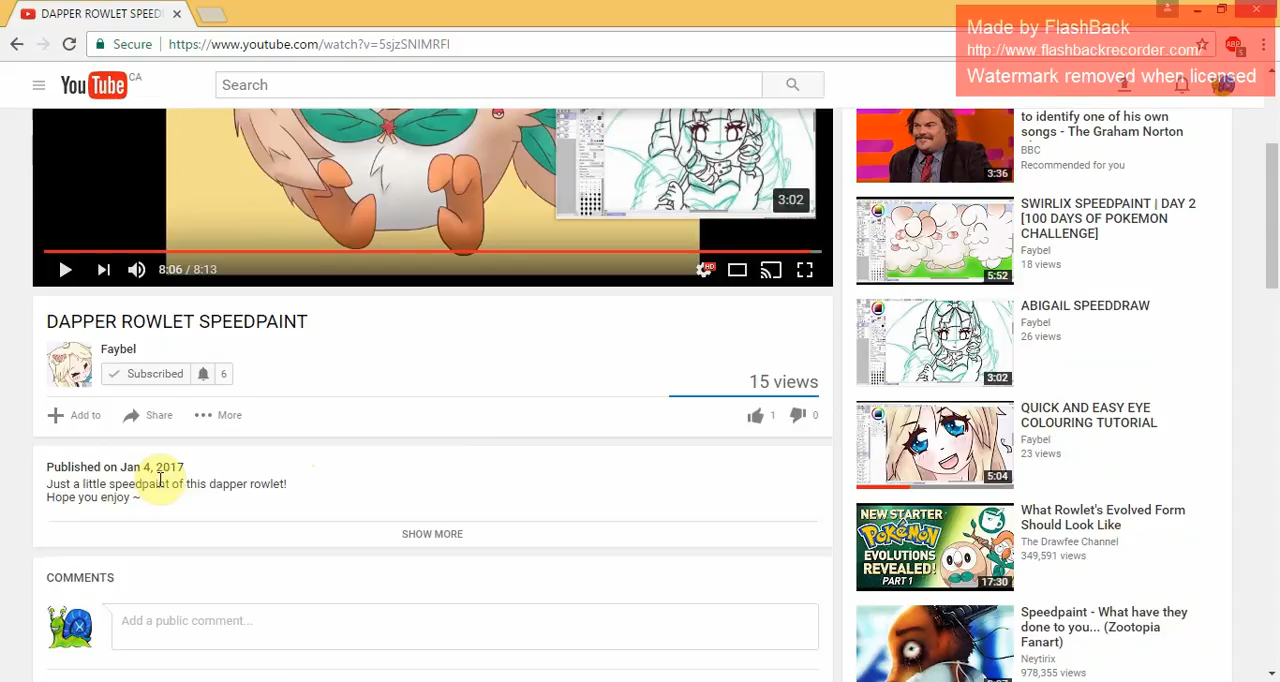 DAPPER ROWLET SPEED
Made by FlashBack
http://www.flashbackrecorder.com/
Watermark removed when licensed
Secure
https://www.youtube.com/watch?v=5sjzSNIMRFI
ABP
5
YouTube CA
Search
3:02
8:06 / 8:13
HD
DAPPER ROWLET SPEEDPAINT
Faybel
Subscribed
6
15 views
Add to
Share
More
1
0
Published on Jan 4, 2017
Just a little speedpaint of this dapper rowlet!
Hope you enjoy ~
SHOW MORE
COMMENTS
Add a public comment...
to identify one of his own
songs - The Graham Norton
BBC
Recommended for you
3:36
SWIRLIX SPEEDPAINT | DAY 2
[100 DAYS OF POKEMON
CHALLENGE]
Faybel
18 views
5:52
ABIGAIL SPEEDDRAW
Faybel
26 views
3:02
QUICK AND EASY EYE
COLOURING TUTORIAL
Faybel
23 views
5:04
NEW STARTER
POKéMON
EVOLUTIONS
REVEALED!
PART 1
17:30
What Rowlet's Evolved Form
Should Look Like
The Drawfee Channel
349,591 views
Speedpaint - What have they
done to you... (Zootopia
Fanart)
Neytirix
978,355 views